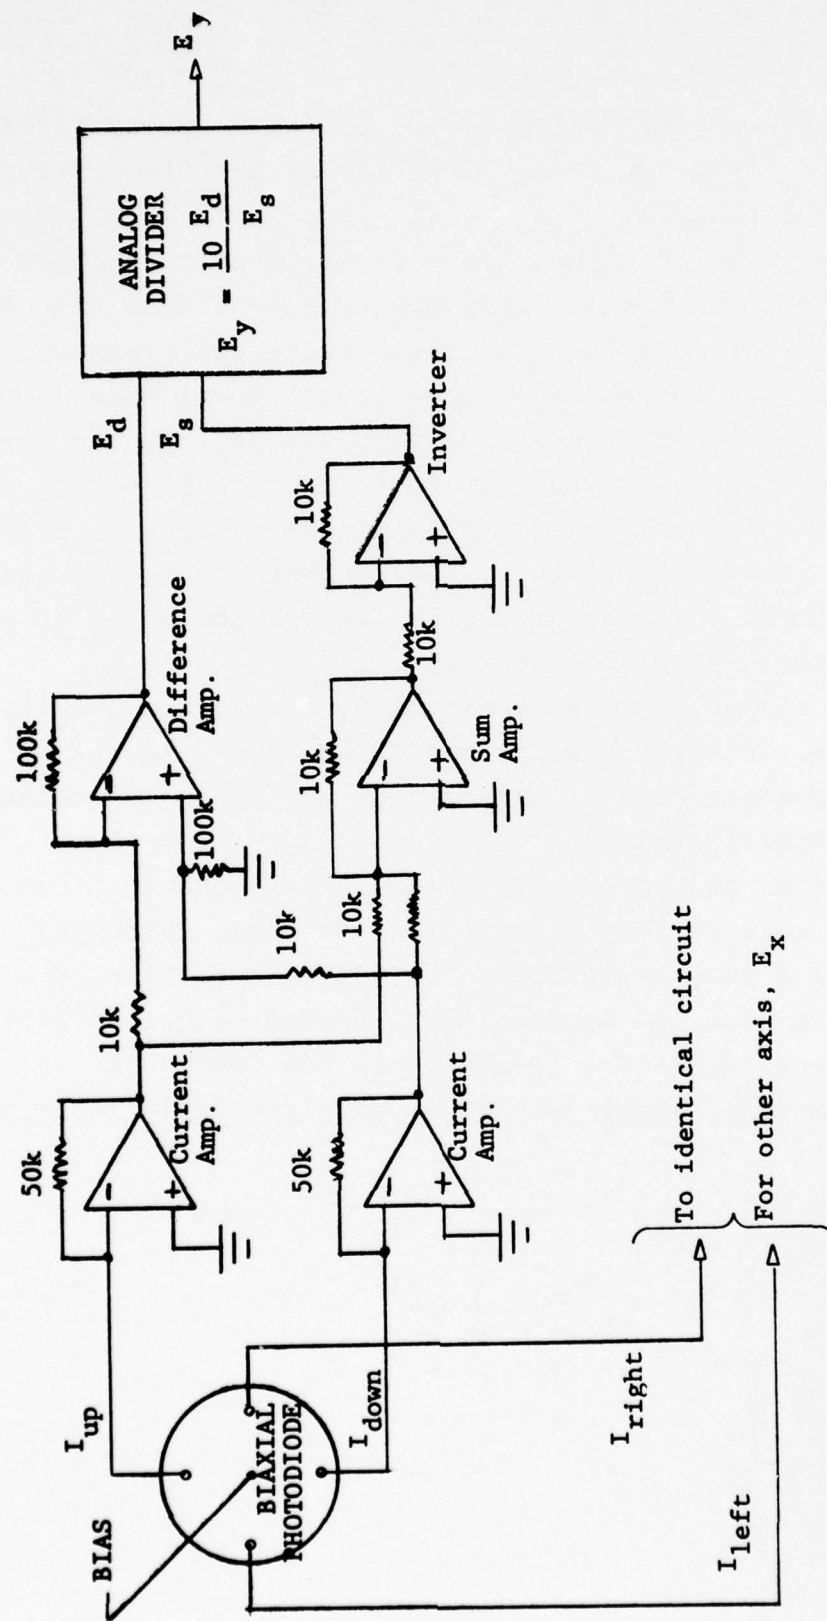 BIAS
I_up
BIAXIAL
PHOTODIODE
I_down
I_right
I_left
50k
−
+
Current
Amp.
50k
−
+
Current
Amp.
10k
100k
−
+
Difference
Amp.
100k
10k
10k
10k
−
+
Sum
Amp.
10k
10k
−
+
Inverter
E_d
E_s
ANALOG
DIVIDER
E_y = 10 E_d / E_s
E_y
To identical circuit
For other axis, E_x